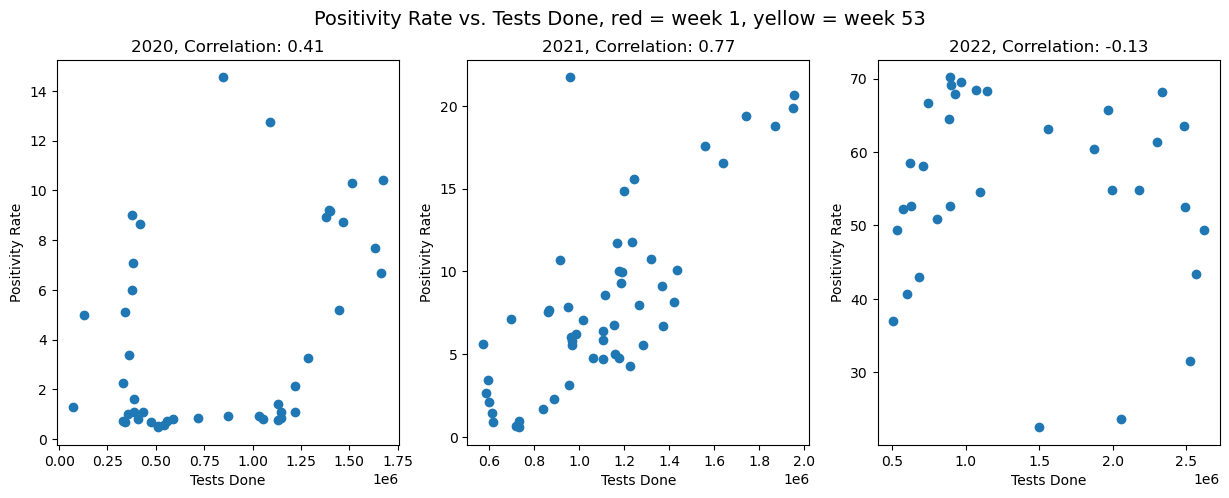 Positivity Rate vs. Tests Done, red = week 1, yellow = week 53
2020, Correlation: 0.41
14
12
10
8
6
4
2
0
Positivity Rate
0.00 0.25 0.50 0.75 1.00 1.25 1.50 1.75
1e6
Tests Done
2021, Correlation: 0.77
20
15
10
5
0
Positivity Rate
0.6 0.8 1.0 1.2 1.4 1.6 1.8 2.0
1e6
Tests Done
2022, Correlation: -0.13
70
60
50
40
30
Positivity Rate
0.5 1.0 1.5 2.0 2.5
1e6
Tests Done